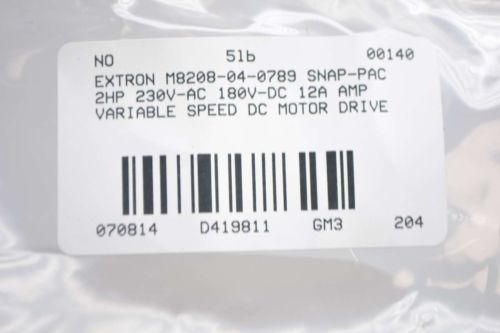 NO 5lb 00140
EXTRON M8208-04-0789 SNAP-PAC
2HP 230V-AC 180V-DC 12A AMP
VARIABLE SPEED DC MOTOR DRIVE
070814 D419811 GM3 204